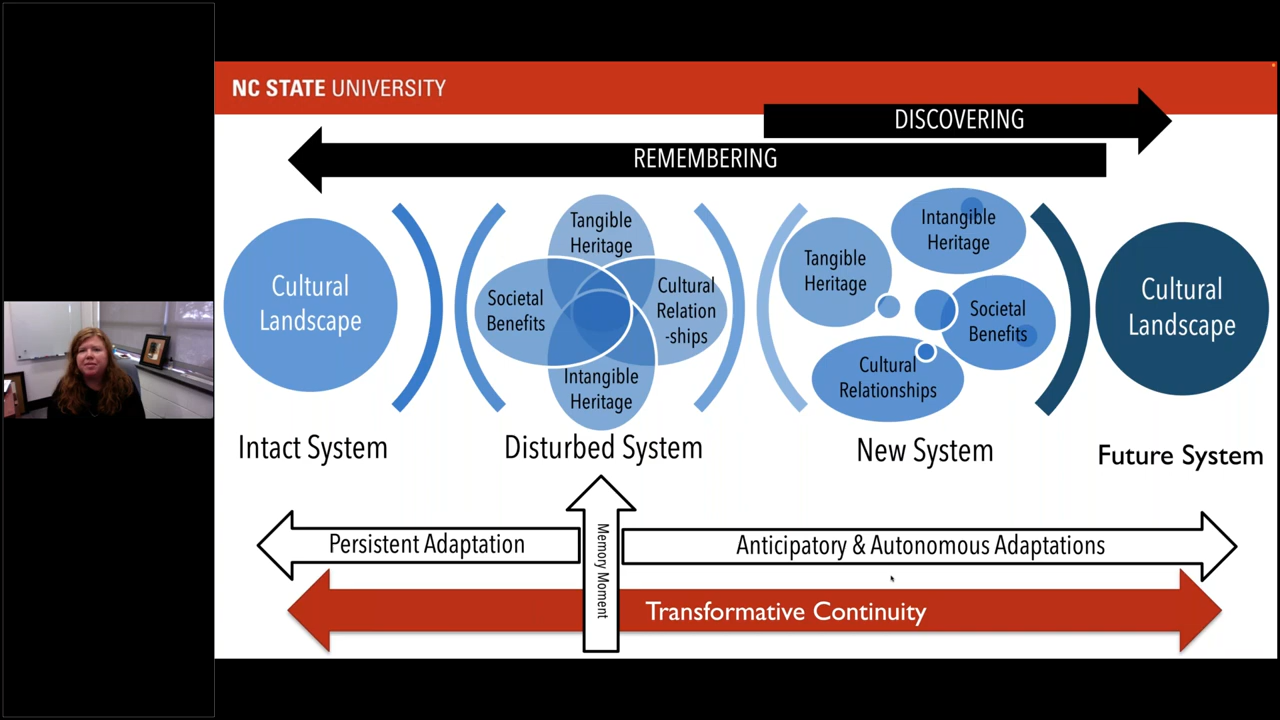 NC STATE UNIVERSITY
DISCOVERING
REMEMBERING
Cultural
Landscape
Tangible
Heritage
Societal
Benefits
Cultural
Relation
-ships
Intangible
Heritage
Tangible
Heritage
Intangible
Heritage
Societal
Benefits
Cultural
Relationships
Cultural
Landscape
Intact System
Disturbed System
New System
Future System
Persistent Adaptation
Memory Moment
Anticipatory & Autonomous Adaptations
Transformative Continuity